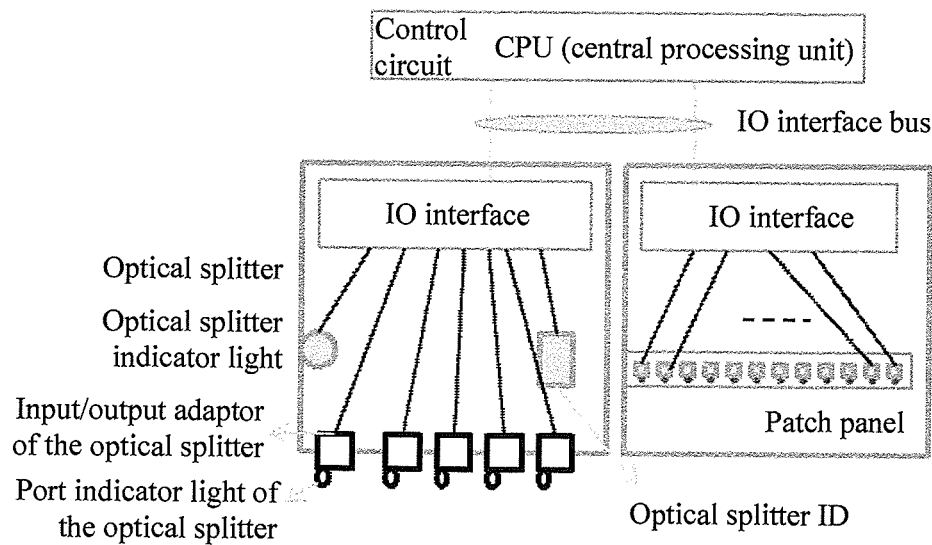 Control
circuit
CPU (central processing unit)
IO interface bus
IO interface
IO interface
Optical splitter
Optical splitter
indicator light
Input/output adaptor
of the optical splitter
Patch panel
Port indicator light of
the optical splitter
Optical splitter ID